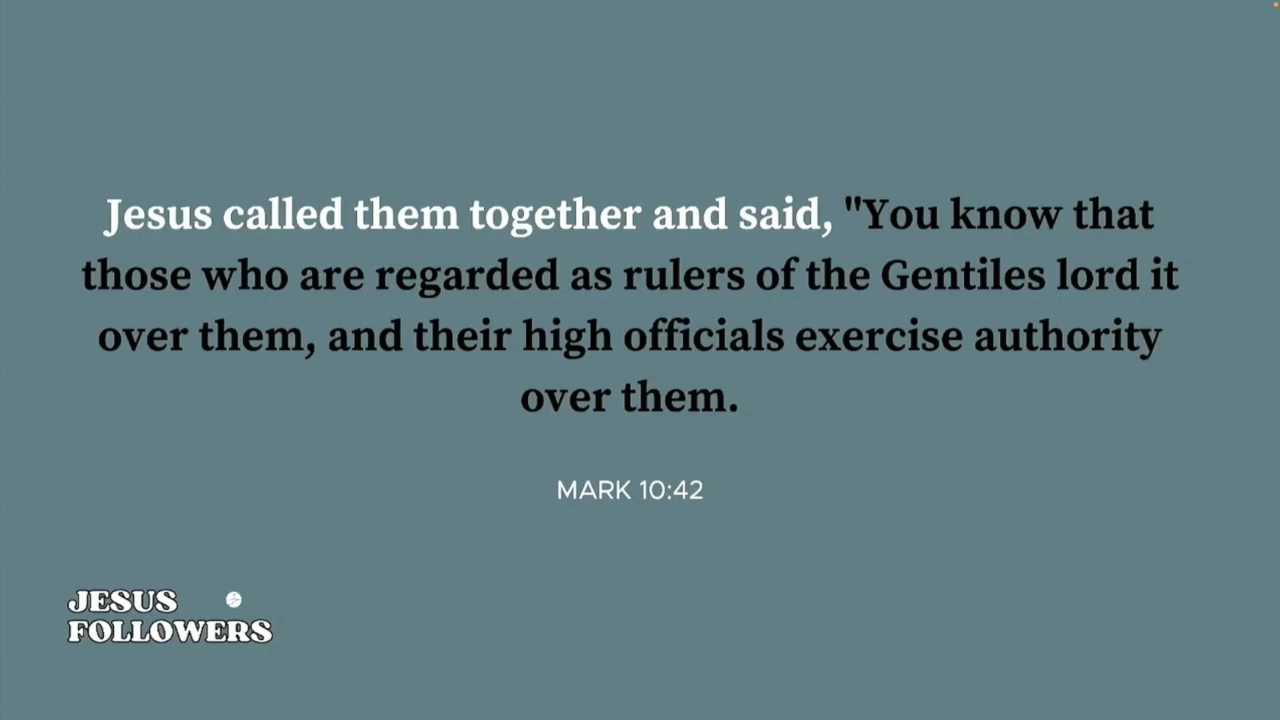 Jesus called them together and said, "You know that
those who are regarded as rulers of the Gentiles lord it
over them, and their high officials exercise authority
over them.
MARK 10:42
JESUS
FOLLOWERS